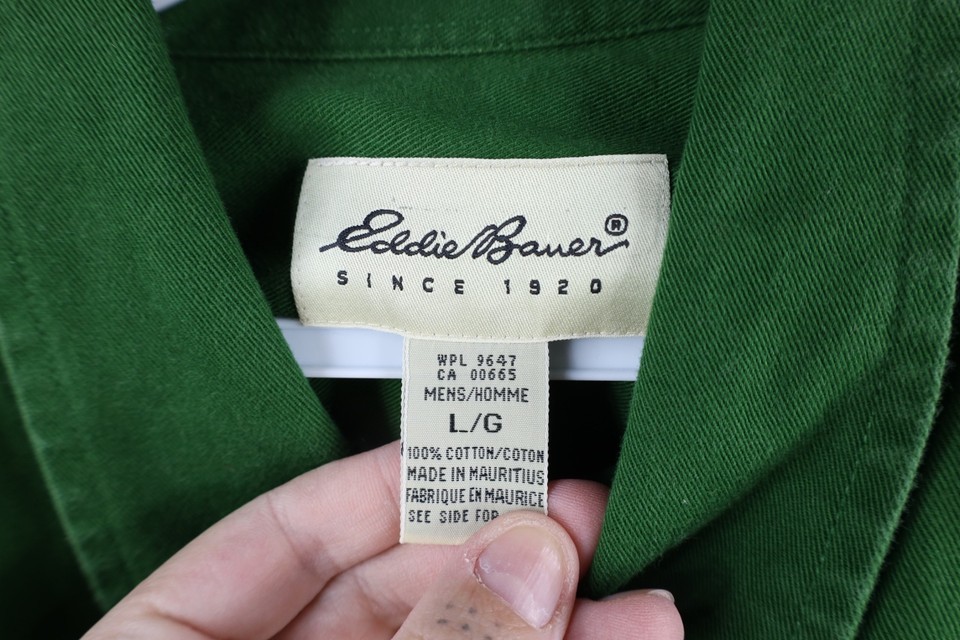 Eddie Bauer®
SINCE 1920
WPL 9647
CA 00665
MENS/HOMME
L/G
100% COTTON/COTON
MADE IN MAURITIUS
FABRIQUE EN MAURICE
SEE SIDE FOR